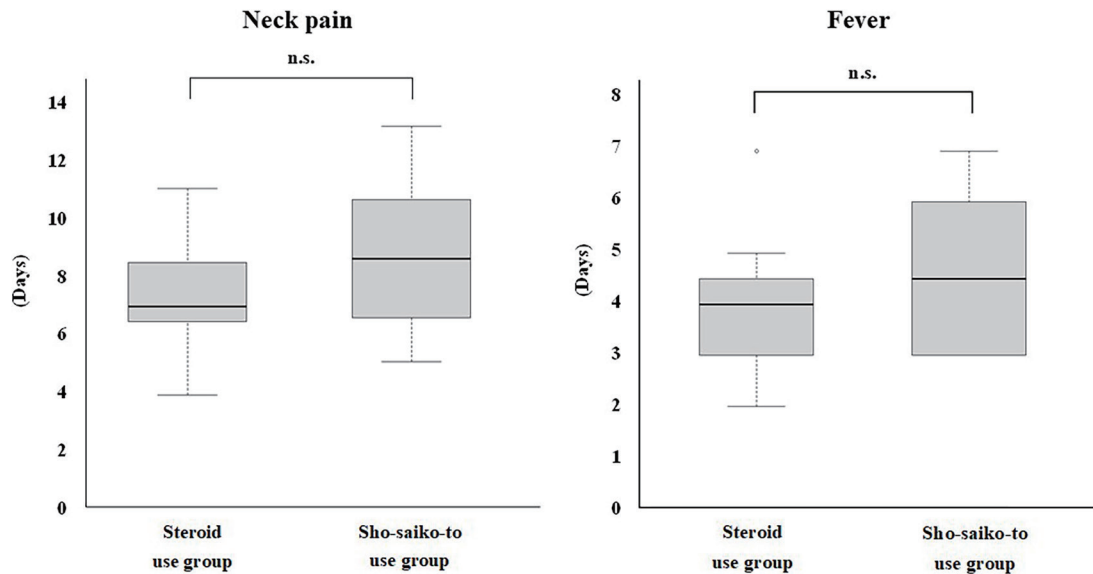 Neck pain
n.s.
(Days)
14
12
10
8
6
4
2
0
Steroid
use group
Sho-saiko-to
use group
Fever
n.s.
(Days)
8
7
6
5
4
3
2
1
0
Steroid
use group
Sho-saiko-to
use group